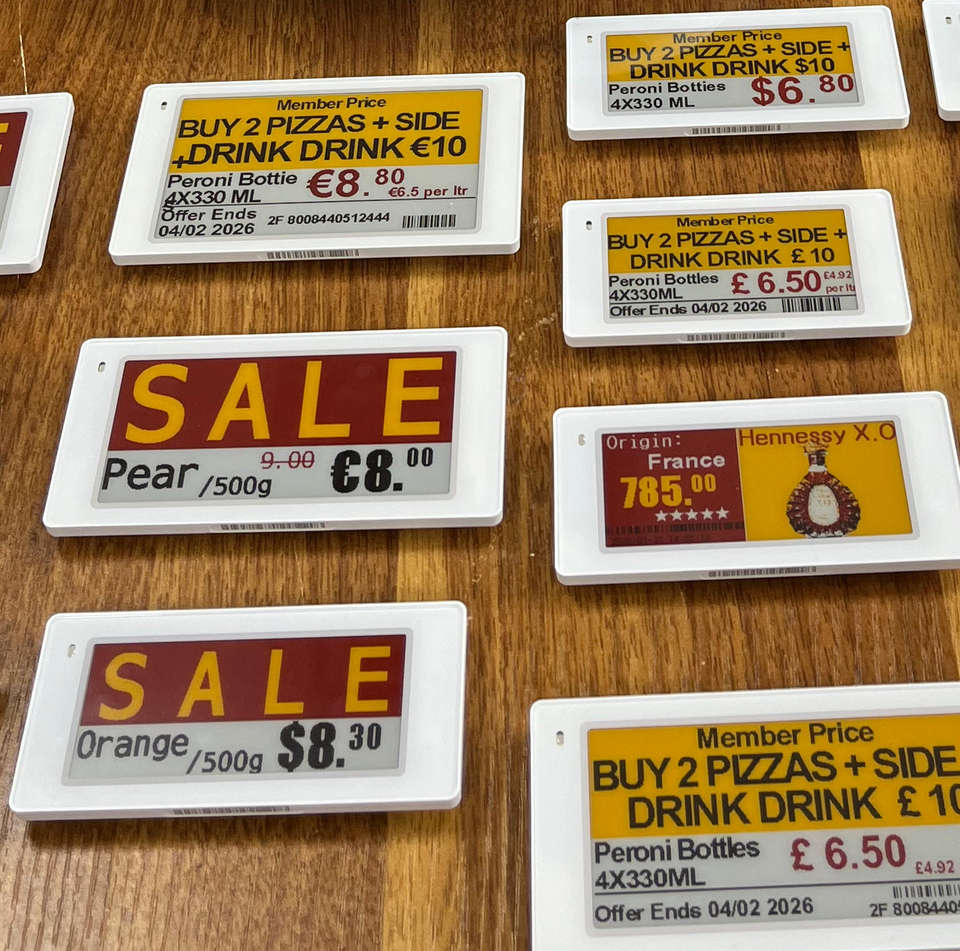 Member Price
BUY 2 PIZZAS + SIDE
+DRINK DRINK €10
Peroni Bottie
4X330 ML
€8.80
€6.5 per ltr
Offer Ends
04/02 2026
2F 8008440512444
Member Price
BUY 2 PIZZAS + SIDE +
DRINK DRINK $10
Peroni Botties
4X330 ML
$6.80
Member Price
BUY 2 PIZZAS + SIDE +
DRINK DRINK £ 10
Peroni Bottles
4X330ML
£ 6.50
£4.92
per ltr
Offer Ends 04/02 2026
SALE
Pear /500g
9.00
€8.00
Origin:
France
785.00
Hennessy X.O
SALE
Orange /500g
$8.30
Member Price
BUY 2 PIZZAS + SIDE
DRINK DRINK £ 10
Peroni Bottles
4X330ML
£ 6.50
£4.92
Offer Ends 04/02 2026
2F 8008440